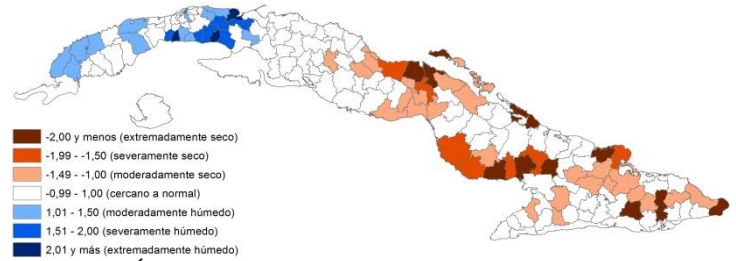 -2,00 y menos (extremadamente seco)
-1,99 - -1,50 (severamente seco)
-1,49 - -1,00 (moderadamente seco)
-0,99 - 1,00 (cercano a normal)
1,01 - 1,50 (moderadamente húmedo)
1,51 - 2,00 (severamente húmedo)
2,01 y más (extremadamente húmedo)